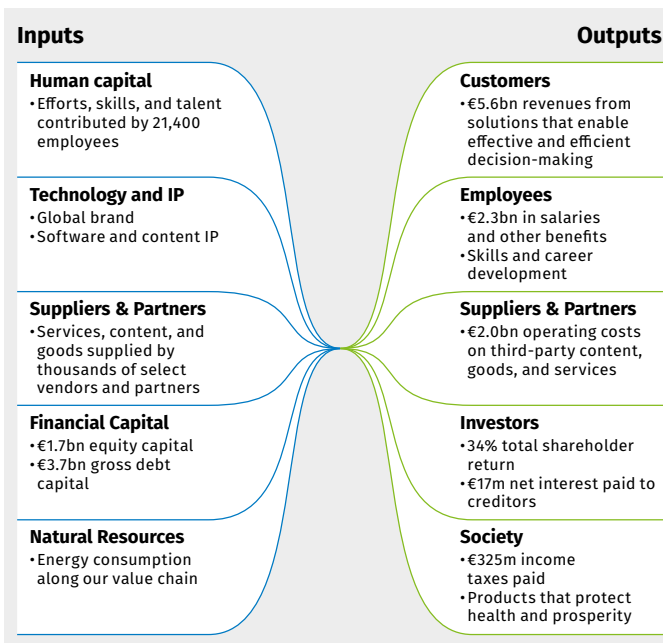 Inputs
Human capital
•Efforts, skills, and talent
contributed by 21,400
employees
Technology and IP
•Global brand
•Software and content IP
Suppliers & Partners
•Services, content, and
goods supplied by
thousands of select
vendors and partners
Financial Capital
•€1.7bn equity capital
•€3.7bn gross debt
capital
Natural Resources
•Energy consumption
along our value chain
Outputs
Customers
•€5.6bn revenues from
solutions that enable
effective and efficient
decision-making
Employees
•€2.3bn in salaries
and other benefits
•Skills and career
development
Suppliers & Partners
•€2.0bn operating costs
on third-party content,
goods, and services
Investors
•34% total shareholder
return
•€17m net interest paid to
creditors
Society
•€325m income
taxes paid
•Products that protect
health and prosperity